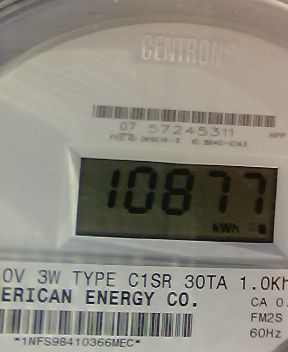 CENTRON®
07 57245311
10877
kWh
0V 3W TYPE C1SR 30TA 1.0Kh
ERICAN ENERGY CO.
CA 0.
FM2S
60Hz
*1NFS98410366MEC*